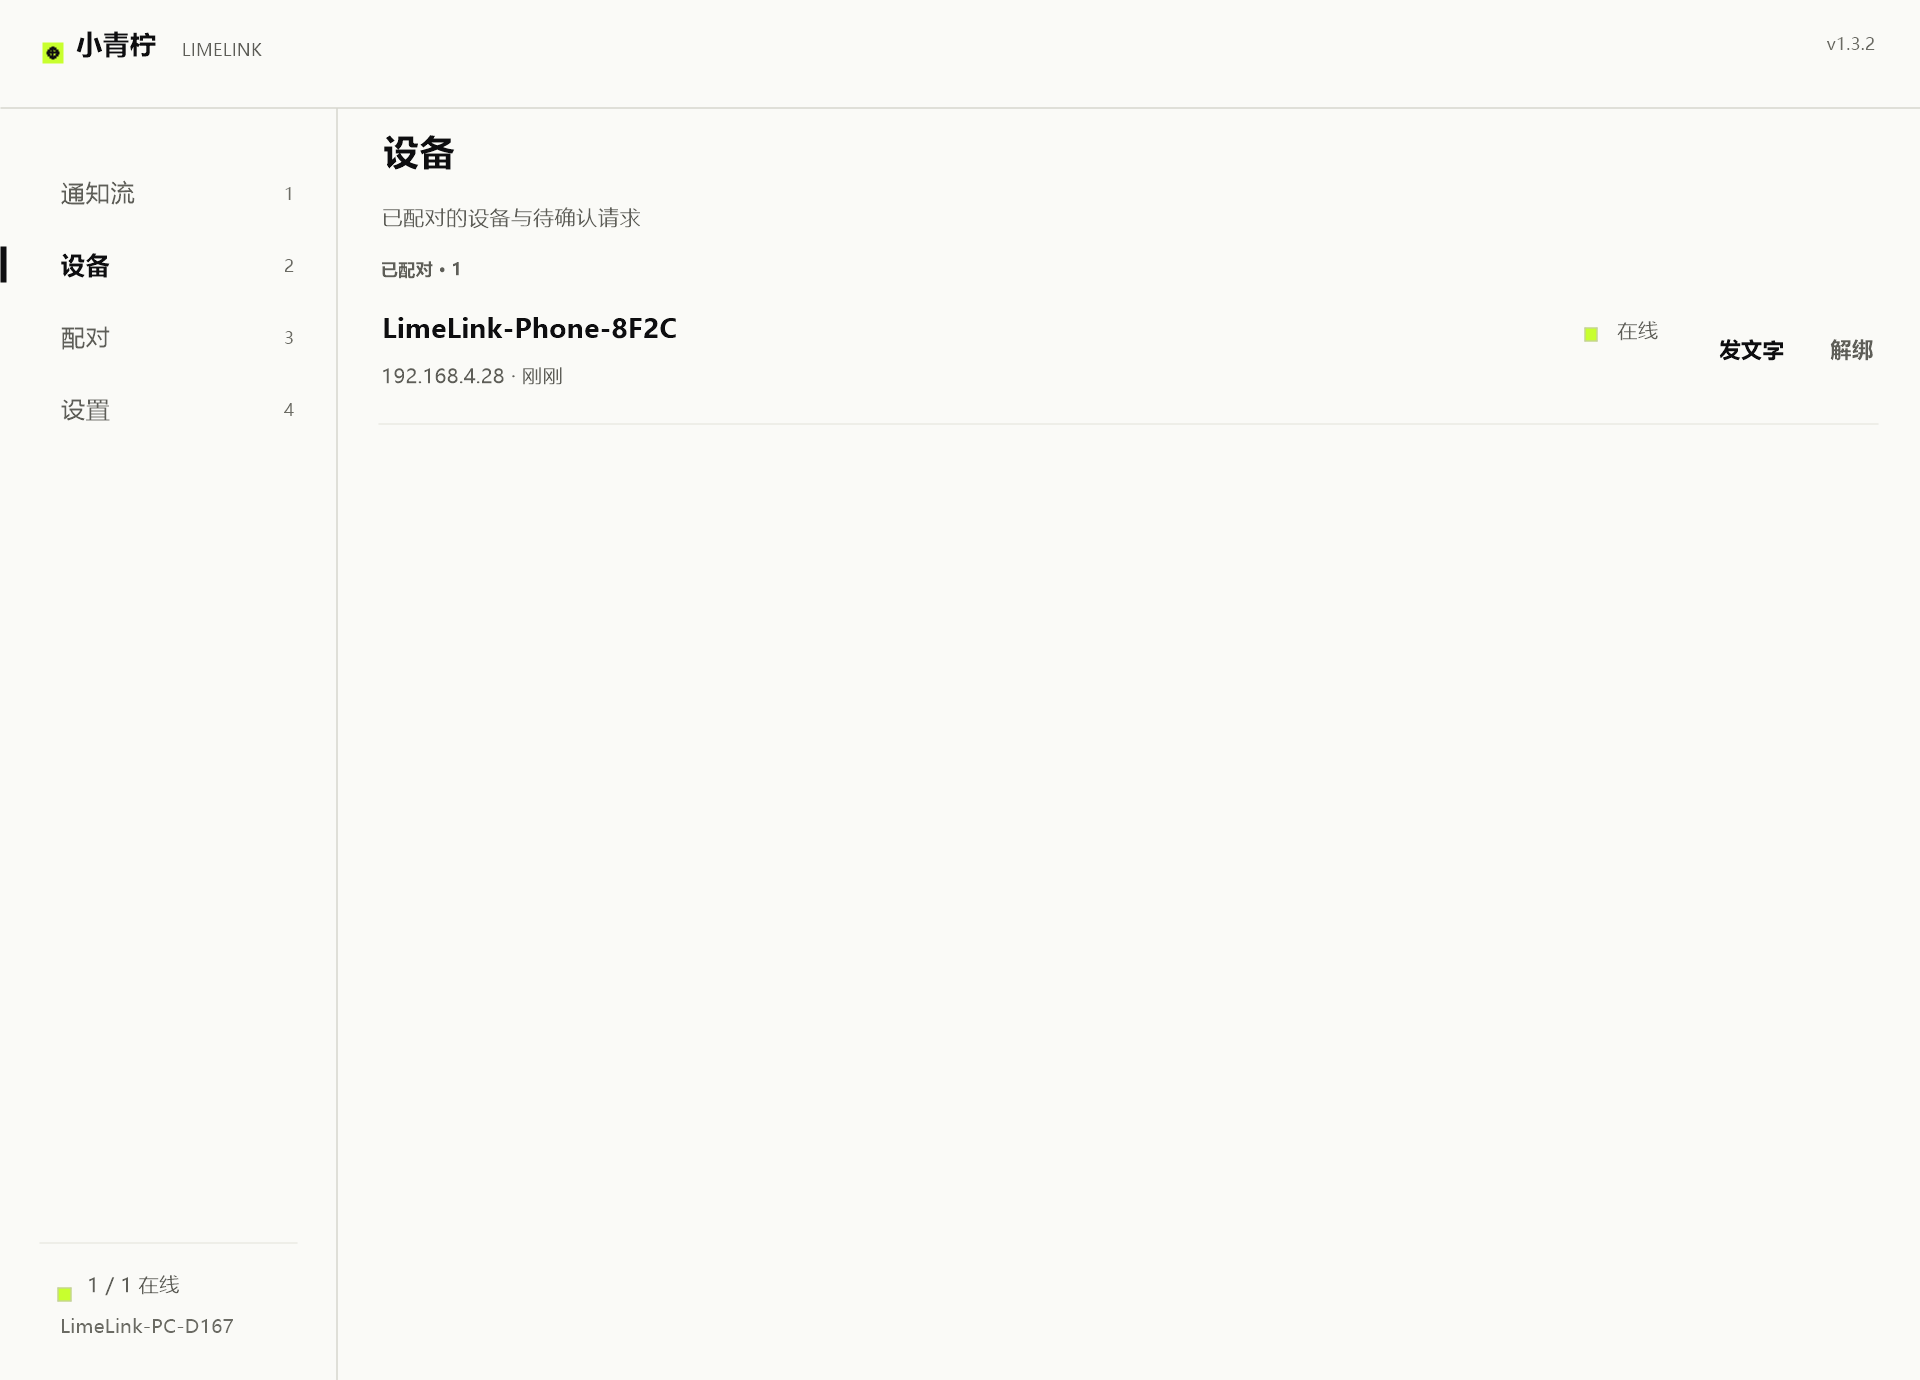 小青柠 LIMELINK
v1.3.2
通知流 1
设备 2
配对 3
设置 4
1 / 1 在线
LimeLink-PC-D167
设备
已配对的设备与待确认请求
已配对 • 1
LimeLink-Phone-8F2C
192.168.4.28 · 刚刚
在线
发文字 解绑